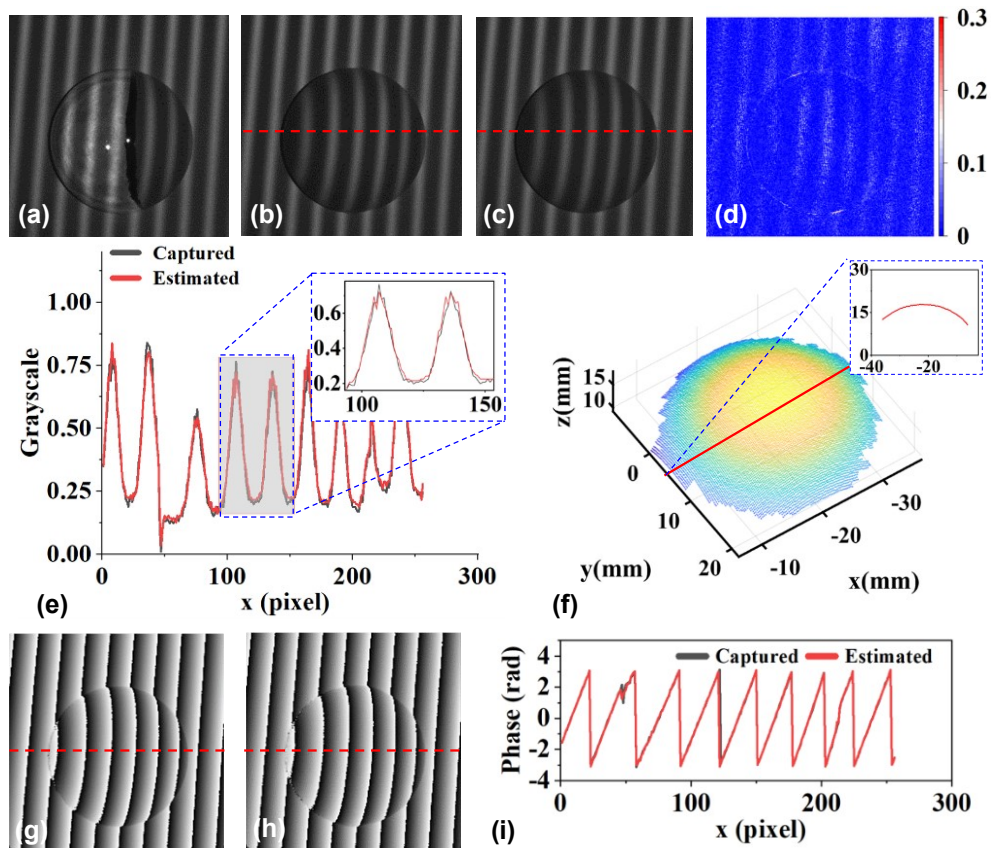 (a)
(b)
(c)
(d)
0.3
0.2
0.1
0
Captured
Estimated
1.00
0.75
0.50
0.25
0.00
Grayscale
0
100
200
300
x (pixel)
0.6
0.4
0.2
100
150
(e)
30
15
0
-40
-20
z(mm)
15
10
0
10
20
y(mm)
-10
-20
-30
x(mm)
(f)
(g)
(h)
Captured
Estimated
Phase (rad)
4
2
0
-2
-4
0
100
200
300
x (pixel)
(i)